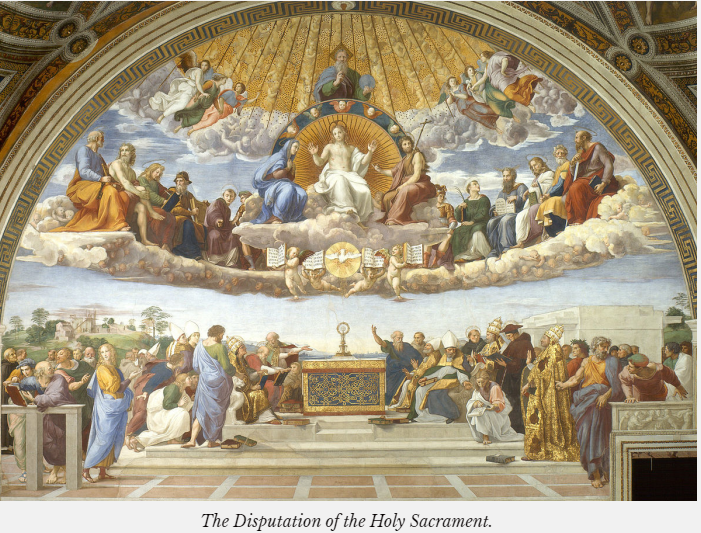 The Disputation of the Holy Sacrament.